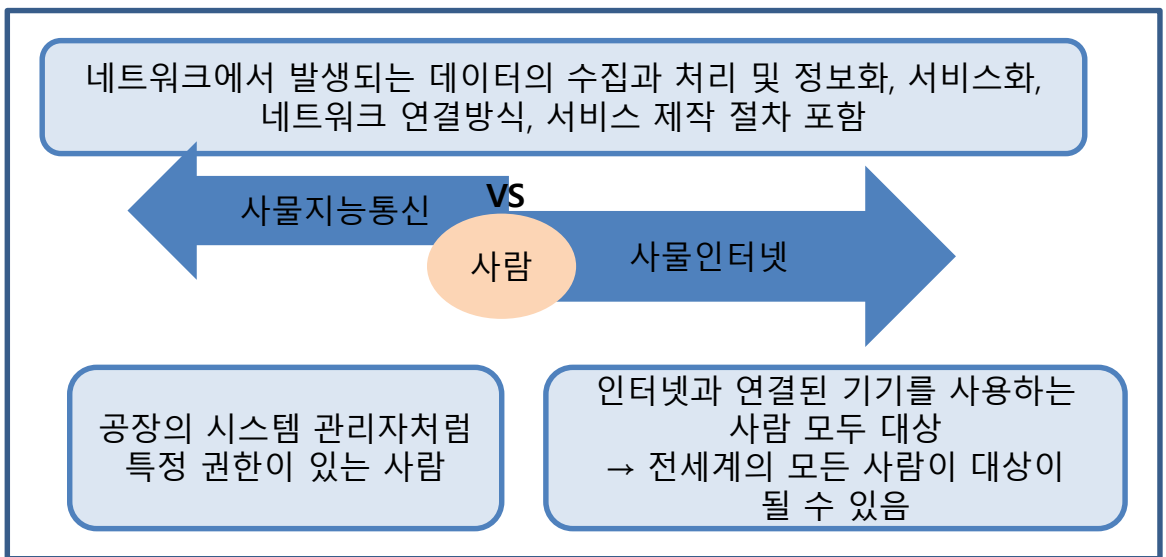 네트워크에서 발생되는 데이터의 수집과 처리 및 정보화, 서비스화,
네트워크 연결방식, 서비스 제작 절차 포함
VS
사물지능통신
사람
사물인터넷
공장의 시스템 관리자처럼
특정 권한이 있는 사람
인터넷과 연결된 기기를 사용하는
사람 모두 대상
→ 전세계의 모든 사람이 대상이
될 수 있음